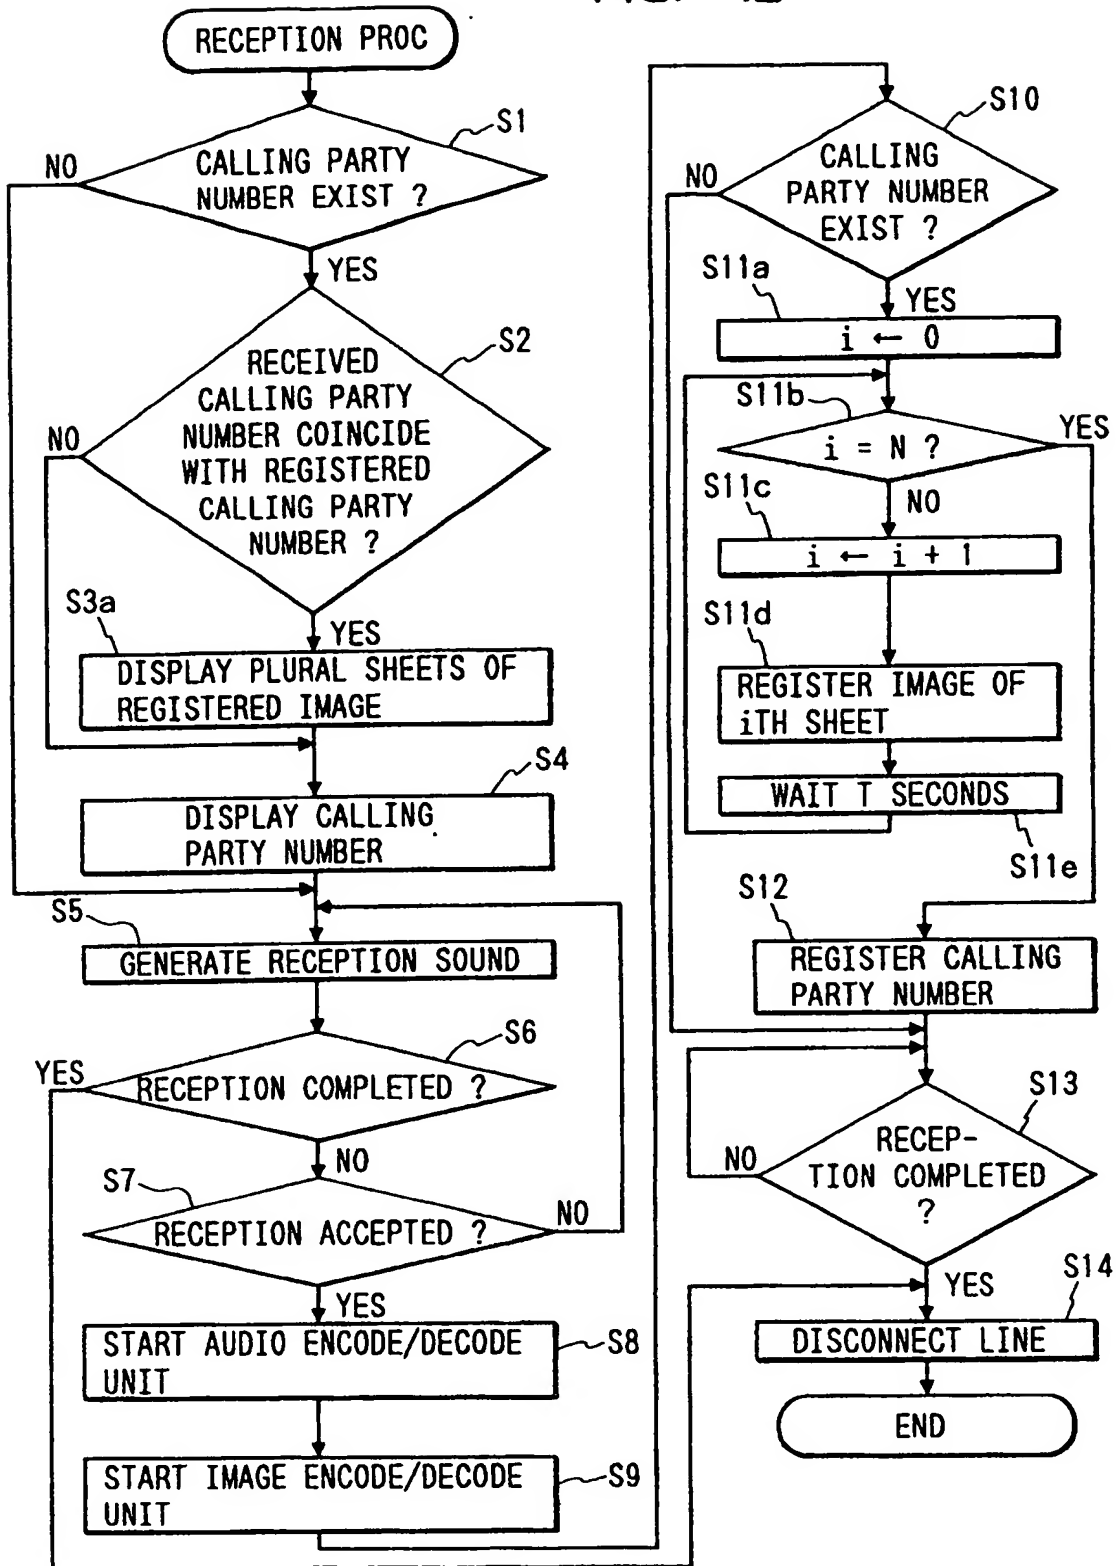 RECEPTION PROC
S1
NO
CALLING PARTY
NUMBER EXIST ?
YES
S2
RECEIVED
CALLING PARTY
NUMBER COINCIDE
WITH REGISTERED
CALLING PARTY
NUMBER ?
NO
S3a
YES
DISPLAY PLURAL SHEETS OF
REGISTERED IMAGE
S4
DISPLAY CALLING
PARTY NUMBER
S5
GENERATE RECEPTION SOUND
S6
YES
RECEPTION COMPLETED ?
NO
S7
RECEPTION ACCEPTED ?
NO
YES
START AUDIO ENCODE/DECODE
UNIT
S8
START IMAGE ENCODE/DECODE
UNIT
S9
S10
CALLING
PARTY NUMBER
EXIST ?
NO
S11a
YES
i ← 0
S11b
i = N ?
YES
S11c
NO
i ← i + 1
S11d
REGISTER IMAGE OF
iTH SHEET
WAIT T SECONDS
S11e
S12
REGISTER CALLING
PARTY NUMBER
S13
RECEP-
TION COMPLETED
?
NO
YES
S14
DISCONNECT LINE
END